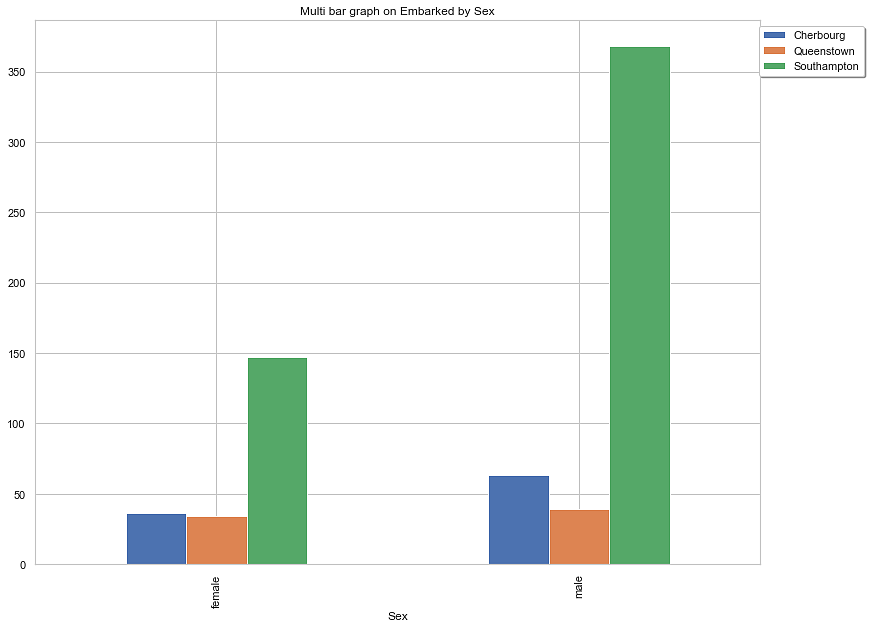 Multi bar graph on Embarked by Sex
Cherbourg
Queenstown
Southampton
350
300
250
200
150
100
50
0
female
male
Sex